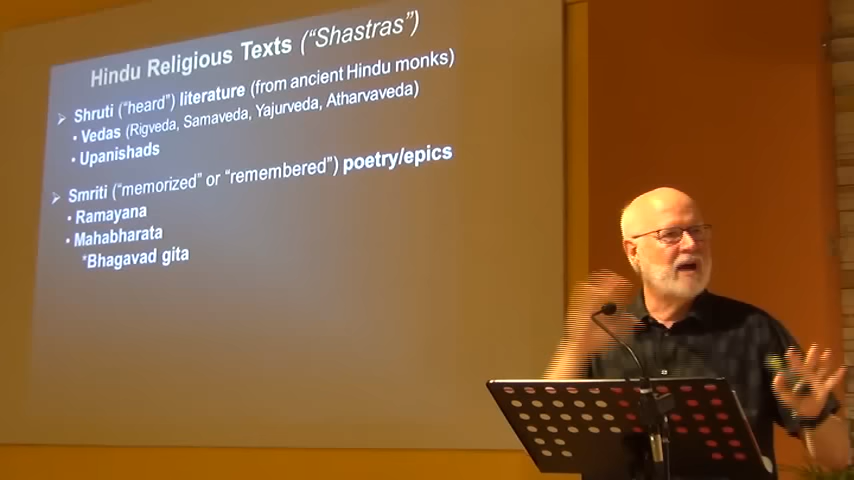 Hindu Religious Texts ("Shastras")
➢ Shruti ("heard") literature (from ancient Hindu monks)
• Vedas (Rigveda, Samaveda, Yajurveda, Atharvaveda)
• Upanishads
➢ Smriti ("memorized" or "remembered") poetry/epics
• Ramayana
• Mahabharata
*Bhagavad gita